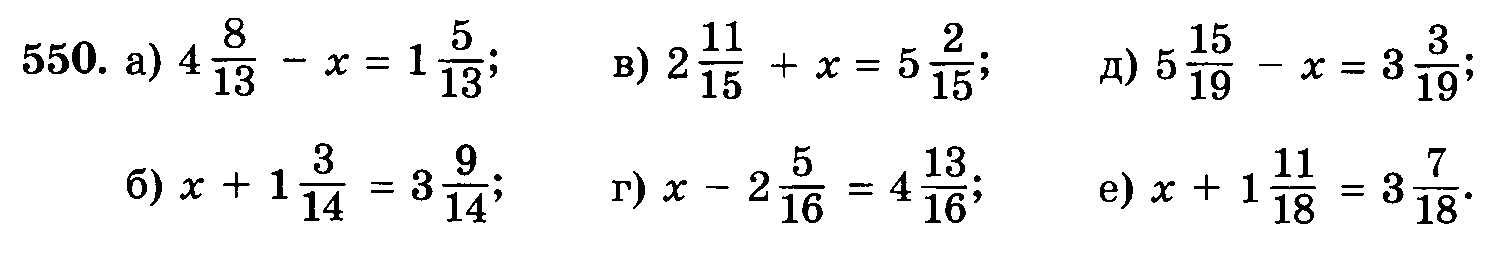 550. а) 4 8/13 − x = 1 5/13; в) 2 11/15 + x = 5 2/15; д) 5 15/19 − x = 3 3/19;
б) x + 1 3/14 = 3 9/14; г) x − 2 5/16 = 4 13/16; е) x + 1 11/18 = 3 7/18.